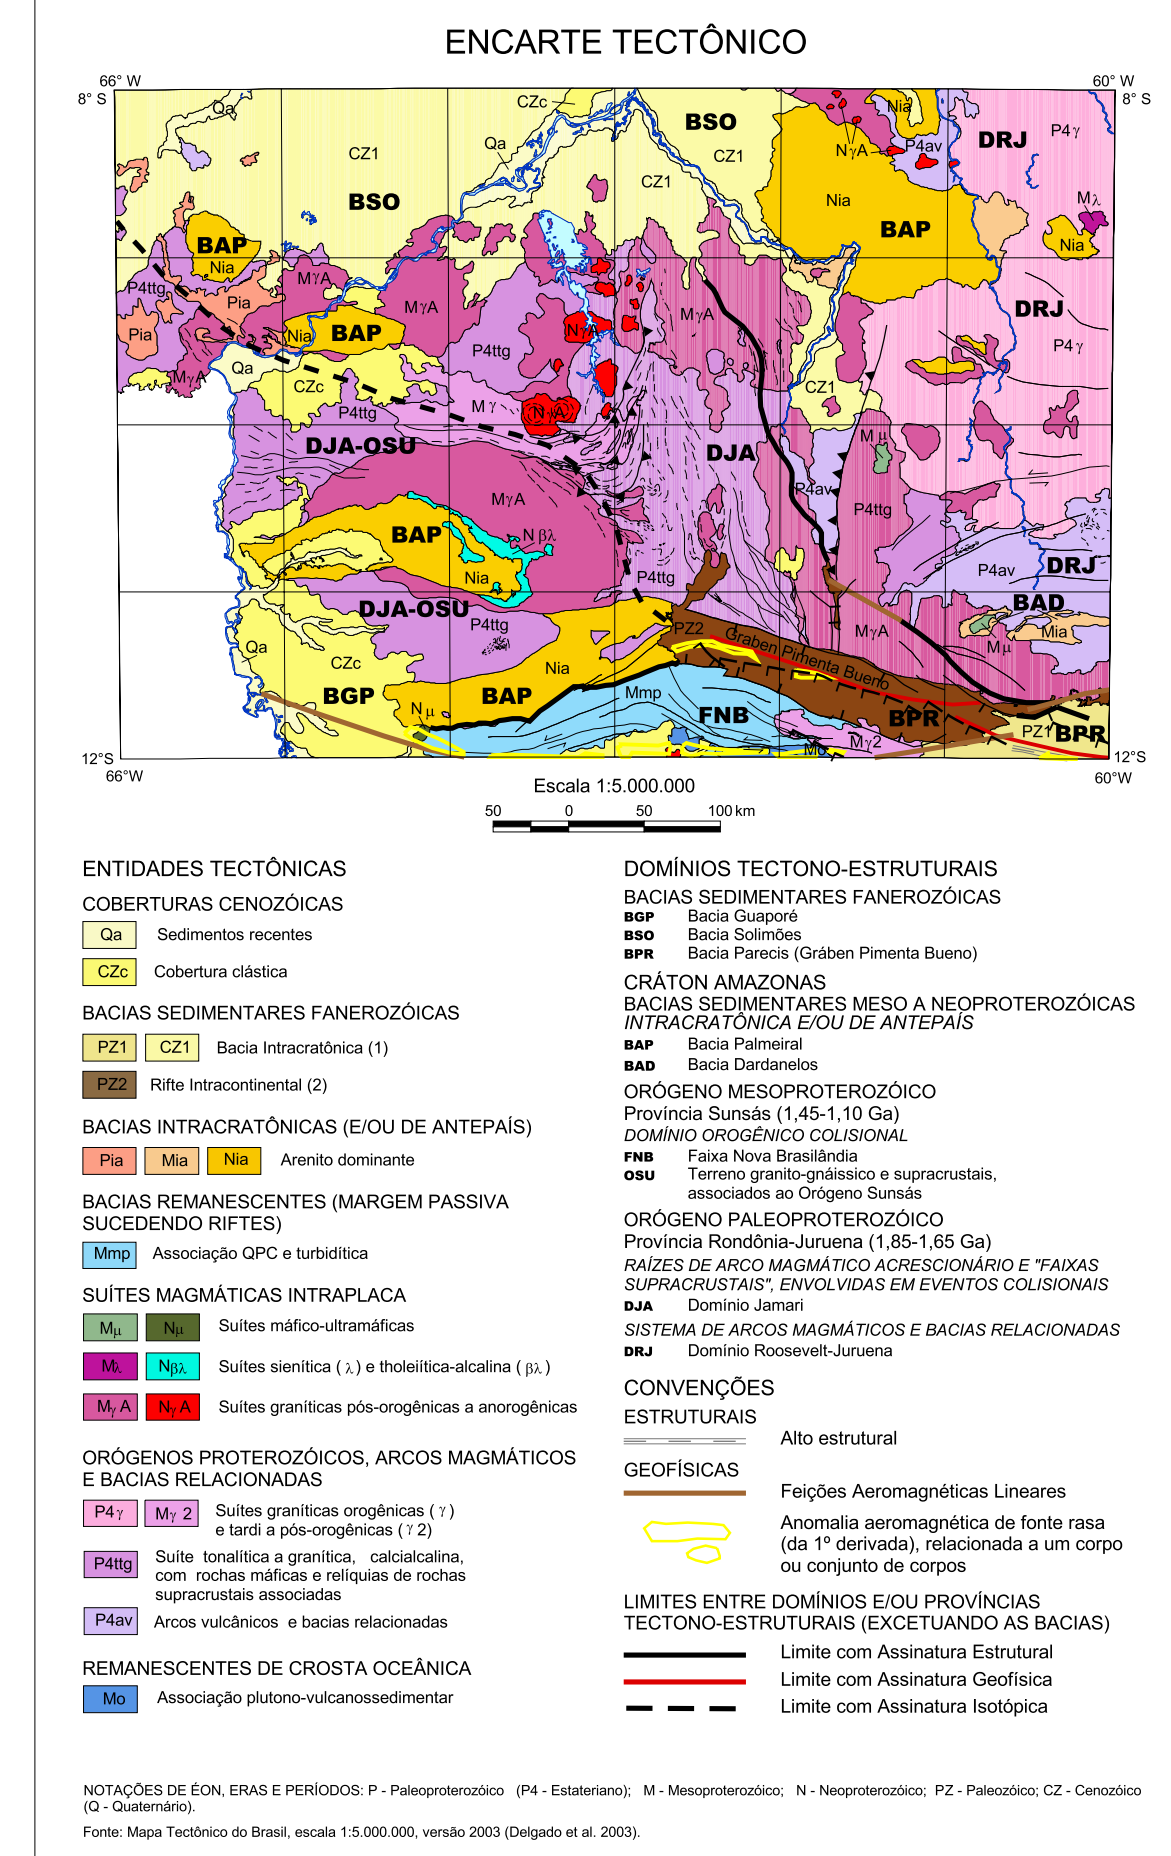 ENCARTE TECTÔNICO
66° W
60° W
8° S
8° S
Qa
CZc
BSO
Nia
DRJ
P4γ
NγA
P4av
Qa
CZ1
CZ1
CZ1
BSO
Nia
Mλ
BAP
BAP
Nia
Nia
P4ttg
MγA
Pia
MγA
MγA
DRJ
Pia
Nia
BAP
NγA
P4ttg
P4γ
Qa
MγA
CZc
CZ1
P4ttg
Mγ
NγA
Mμ
DJA-OSU
DJA
MγA
P4av
P4ttg
BAP
Nβλ
Nia
P4ttg
P4av
DRJ
DJA-OSU
BAD
P4ttg
PZ2
MγA
Mia
Graben Pimenta Bueno
Mμ
Qa
CZc
Nia
BGP
BAP
Mmp
Nμ
FNB
BPR
PZ1
BPR
Mγ2
Mo
12°S
12°S
66°W
60°W
Escala 1:5.000.000
50 0 50 100 km
ENTIDADES TECTÔNICAS
COBERTURAS CENOZÓICAS
Qa Sedimentos recentes
CZc Cobertura clástica
BACIAS SEDIMENTARES FANEROZÓICAS
PZ1 CZ1 Bacia Intracratônica (1)
PZ2 Rifte Intracontinental (2)
BACIAS INTRACRATÔNICAS (E/OU DE ANTEPAÍS)
Pia Mia Nia Arenito dominante
BACIAS REMANESCENTES (MARGEM PASSIVA
SUCEDENDO RIFTES)
Mmp Associação QPC e turbidítica
SUÍTES MAGMÁTICAS INTRAPLACA
Mμ Nμ Suítes máfico-ultramáficas
Mλ Nβλ Suítes sienítica ( λ ) e tholeiítica-alcalina ( βλ )
Mγ A Nγ A Suítes graníticas pós-orogênicas a anorogênicas
ORÓGENOS PROTEROZÓICOS, ARCOS MAGMÁTICOS
E BACIAS RELACIONADAS
P4γ Mγ 2 Suítes graníticas orogênicas ( γ )
e tardi a pós-orogênicas ( γ 2)
P4ttg Suíte tonalítica a granítica, calcialcalina,
com rochas máficas e relíquias de rochas
supracrustais associadas
P4av Arcos vulcânicos e bacias relacionadas
REMANESCENTES DE CROSTA OCEÂNICA
Mo Associação plutono-vulcanossedimentar
DOMÍNIOS TECTONO-ESTRUTURAIS
BACIAS SEDIMENTARES FANEROZÓICAS
BGP Bacia Guaporé
BSO Bacia Solimões
BPR Bacia Parecis (Gráben Pimenta Bueno)
CRÁTON AMAZONAS
BACIAS SEDIMENTARES MESO A NEOPROTEROZÓICAS
INTRACRATÔNICA E/OU DE ANTEPAÍS
BAP Bacia Palmeiral
BAD Bacia Dardanelos
ORÓGENO MESOPROTEROZÓICO
Província Sunsás (1,45-1,10 Ga)
DOMÍNIO OROGÊNICO COLISIONAL
FNB Faixa Nova Brasilândia
OSU Terreno granito-gnáissico e supracrustais,
associados ao Orógeno Sunsás
ORÓGENO PALEOPROTEROZÓICO
Província Rondônia-Juruena (1,85-1,65 Ga)
RAÍZES DE ARCO MAGMÁTICO ACRESCIONÁRIO E "FAIXAS
SUPRACRUSTAIS", ENVOLVIDAS EM EVENTOS COLISIONAIS
DJA Domínio Jamari
SISTEMA DE ARCOS MAGMÁTICOS E BACIAS RELACIONADAS
DRJ Domínio Roosevelt-Juruena
CONVENÇÕES
ESTRUTURAIS
Alto estrutural
GEOFÍSICAS
Feições Aeromagnéticas Lineares
Anomalia aeromagnética de fonte rasa
(da 1º derivada), relacionada a um corpo
ou conjunto de corpos
LIMITES ENTRE DOMÍNIOS E/OU PROVÍNCIAS
TECTONO-ESTRUTURAIS (EXCETUANDO AS BACIAS)
Limite com Assinatura Estrutural
Limite com Assinatura Geofísica
Limite com Assinatura Isotópica
NOTAÇÕES DE ÉON, ERAS E PERÍODOS: P - Paleoproterozóico (P4 - Estateriano); M - Mesoproterozóico; N - Neoproterozóico; PZ - Paleozóico; CZ - Cenozóico
(Q - Quaternário).
Fonte: Mapa Tectônico do Brasil, escala 1:5.000.000, versão 2003 (Delgado et al. 2003).